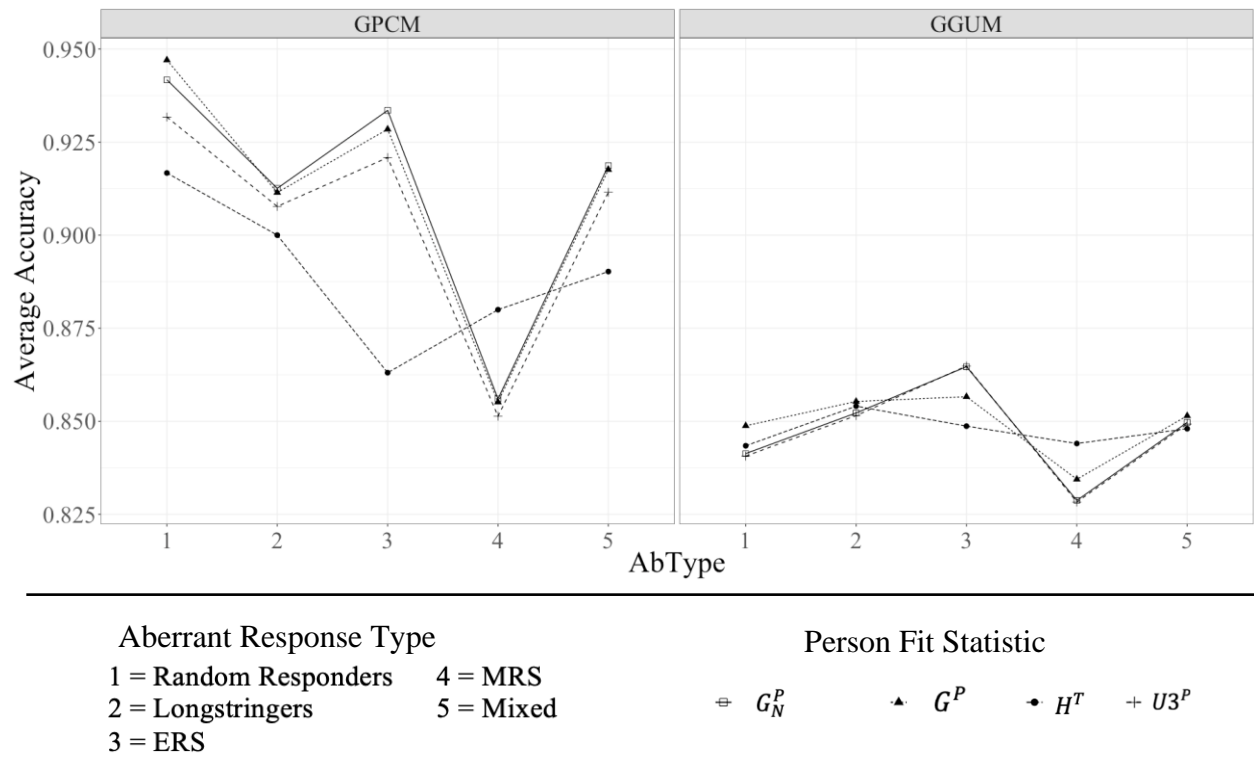 GPCM GGUM
0.950
0.925
0.900
0.875
0.850
0.825
Average Accuracy
1 2 3 4 5 1 2 3 4 5
AbType
Aberrant Response Type
1 = Random Responders 4 = MRS
2 = Longstringers 5 = Mixed
3 = ERS
Person Fit Statistic
G_N^P G^P H^T U3^P